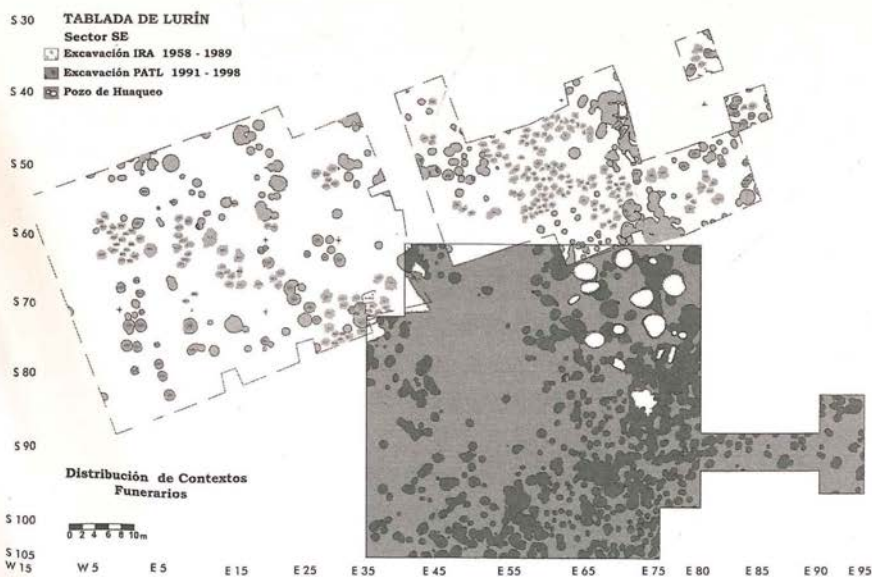 TABLADA DE LURÍN
Sector SE
Excavación IRA 1958 - 1989
Excavación PATL 1991 - 1998
Pozo de Huaqueo
S 30
S 40
S 50
S 60
S 70
S 80
S 90
S 100
S 105
Distribución de Contextos
Funerarios
0 2 4 6 8 10m
W 15 W 5 E 5 E 15 E 25 E 35 E 45 E 55 E 65 E 75 E 80 E 85 E 90 E 95